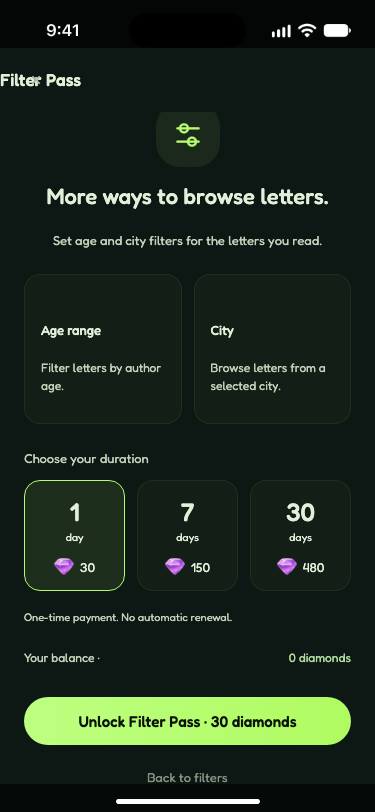 9:41
Filter Pass
More ways to browse letters.
Set age and city filters for the letters you read.
Age range
Filter letters by author
age.
City
Browse letters from a
selected city.
Choose your duration
1
day
30
7
days
150
30
days
480
One-time payment. No automatic renewal.
Your balance ·
0 diamonds
Unlock Filter Pass · 30 diamonds
Back to filters